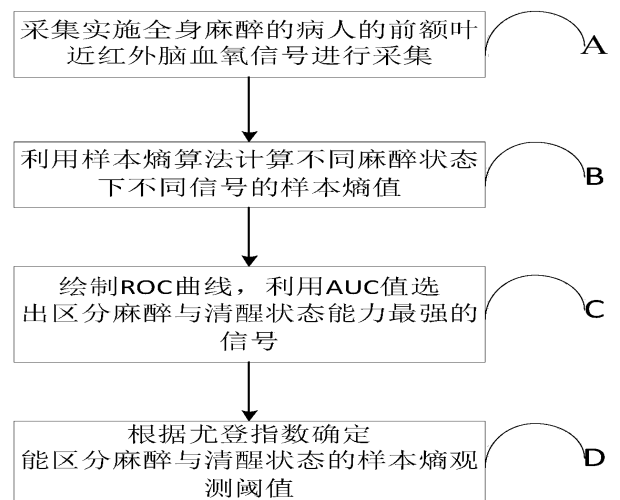 采集实施全身麻醉的病人的前额叶
近红外脑血氧信号进行采集
A
利用样本熵算法计算不同麻醉状态
下不同信号的样本熵值
B
绘制ROC曲线，利用AUC值选
出区分麻醉与清醒状态能力最强的
信号
C
根据尤登指数确定
能区分麻醉与清醒状态的样本熵观
测阈值
D